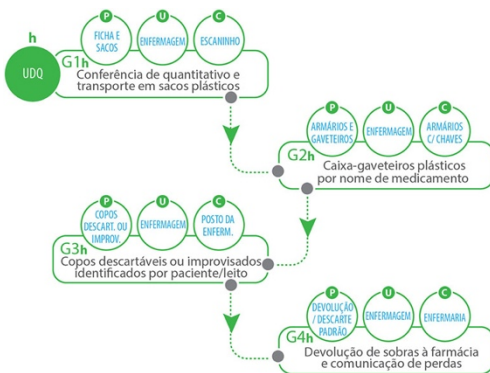 h
UDQ
P
U
C
FICHA E
SACOS
ENFERMAGEM
ESCANINHO
G1h
Conferência de quantitativo e
transporte em sacos plásticos
P
U
C
ARMÁRIOS E
GAVETEIROS
ENFERMAGEM
ARMÁRIOS
C/ CHAVES
G2h
Caixa-gaveteiros plásticos
por nome de medicamento
P
U
C
COPOS
DESCART. OU
IMPROV.
ENFERMAGEM
POSTO DA
ENFERM.
G3h
Copos descartáveis ou improvisados
identificados por paciente/leito
P
U
C
DEVOLUÇÃO
/ DESCARTE
PADRÃO
ENFERMAGEM
ENFERMARIA
G4h
Devolução de sobras à farmácia
e comunicação de perdas